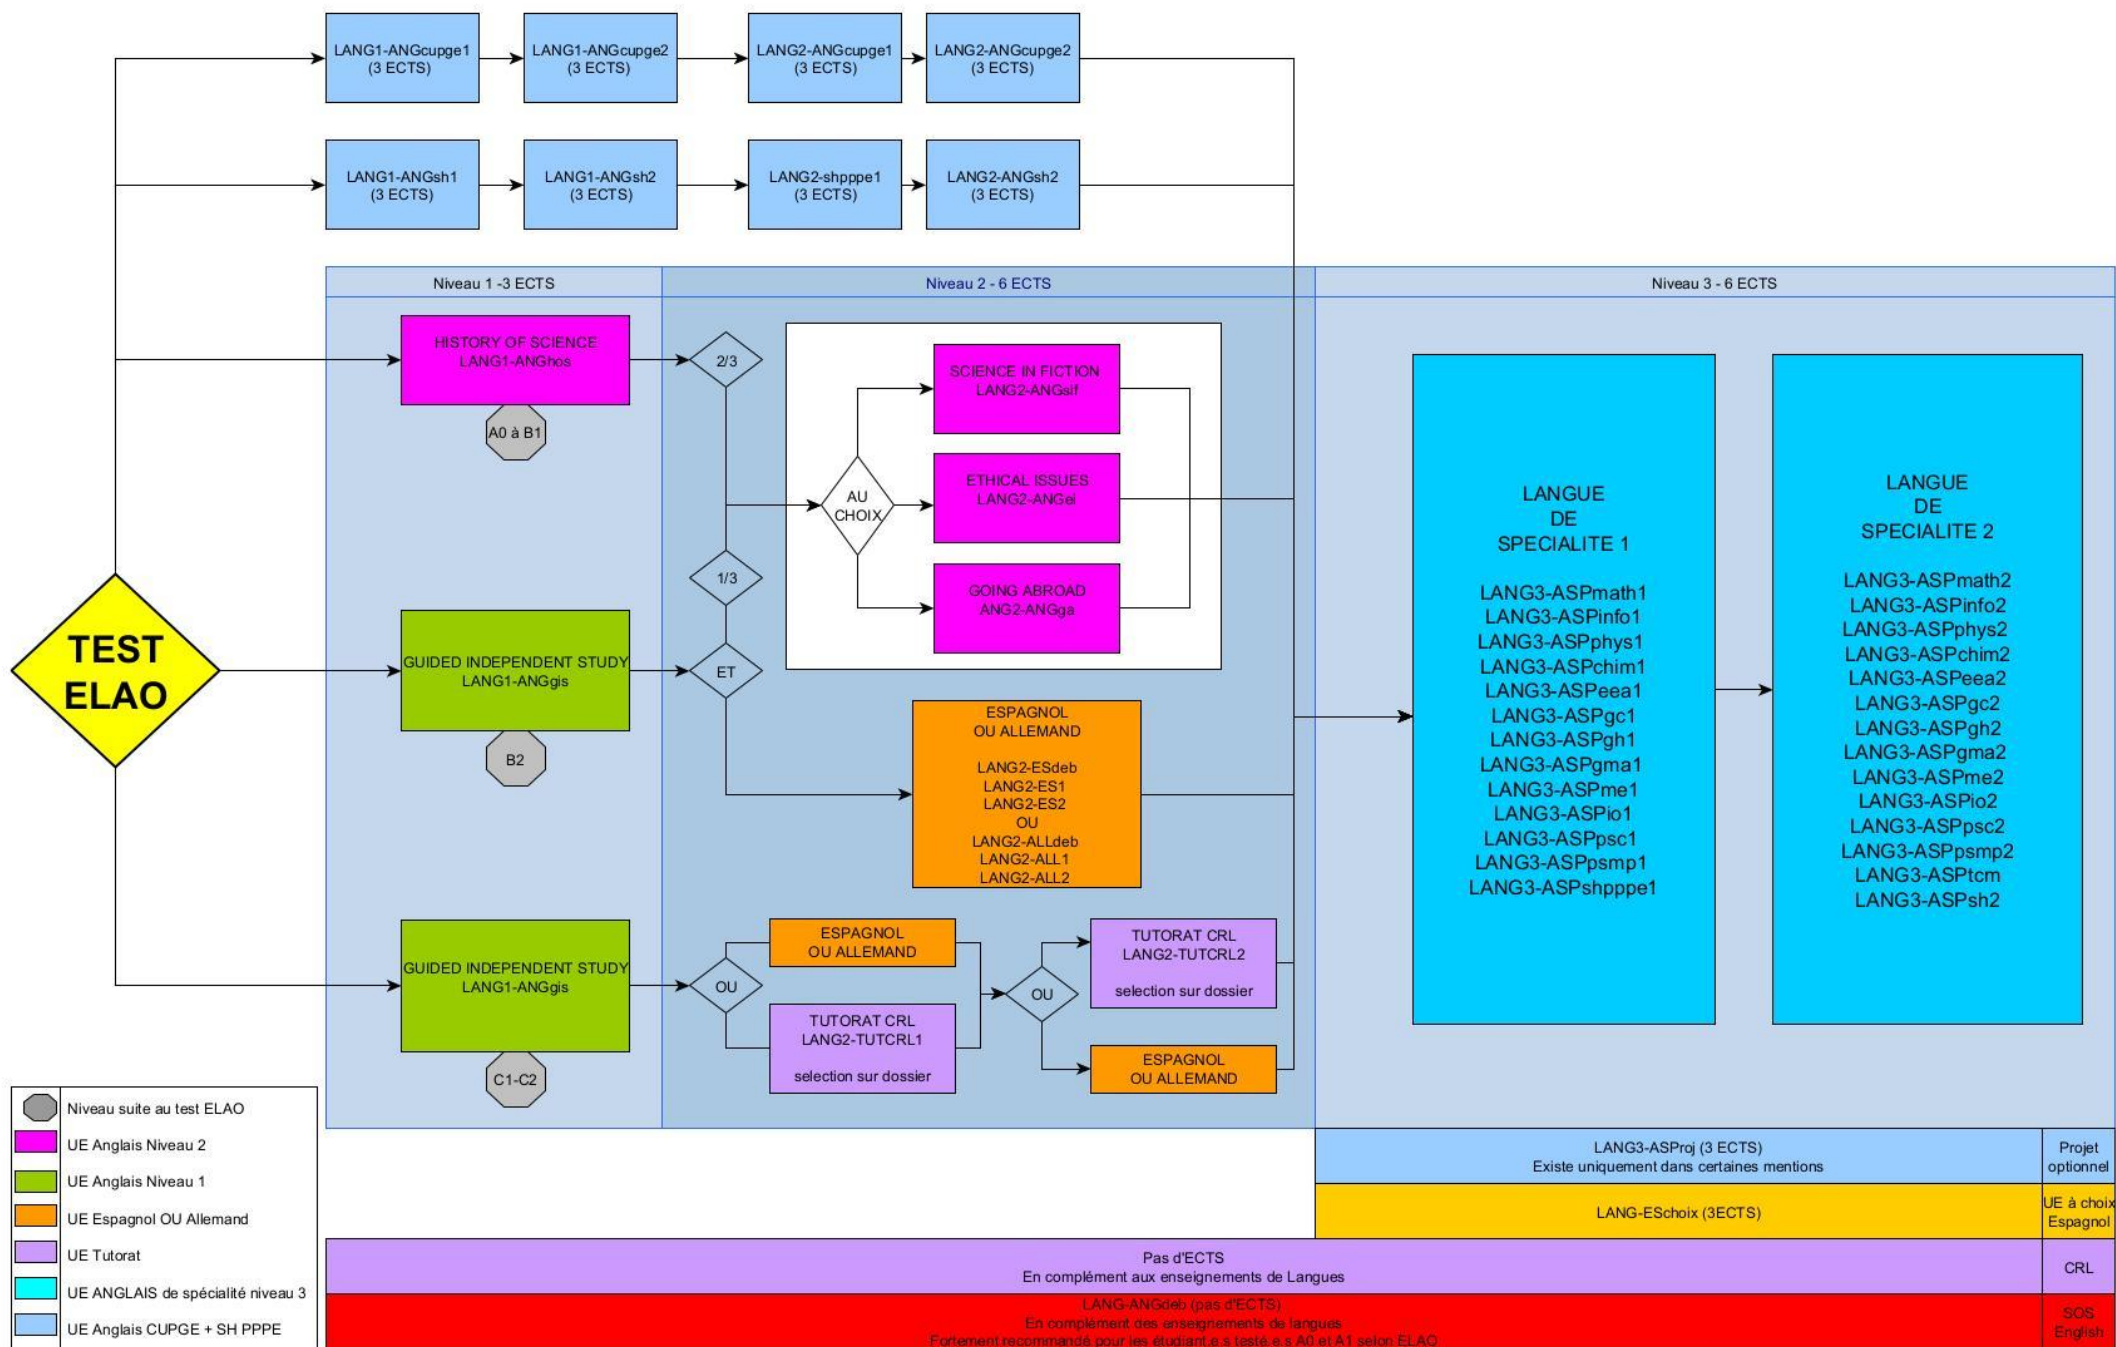 LANG1-ANGcupge1
(3 ECTS)
LANG1-ANGcupge2
(3 ECTS)
LANG2-ANGcupge1
(3 ECTS)
LANG2-ANGcupge2
(3 ECTS)
LANG1-ANGsh1
(3 ECTS)
LANG1-ANGsh2
(3 ECTS)
LANG2-shpppe1
(3 ECTS)
LANG2-ANGsh2
(3 ECTS)
Niveau 1 -3 ECTS
Niveau 2 - 6 ECTS
Niveau 3 - 6 ECTS
TEST
ELAO
HISTORY OF SCIENCE
LANG1-ANGhos
A0 à B1
2/3
1/3
ET
AU
CHOIX
SCIENCE IN FICTION
LANG2-ANGsif
ETHICAL ISSUES
LANG2-ANGei
GOING ABROAD
ANG2-ANGga
GUIDED INDEPENDENT STUDY
LANG1-ANGgis
B2
ESPAGNOL
OU ALLEMAND
LANG2-ESdeb
LANG2-ES1
LANG2-ES2
OU
LANG2-ALLdeb
LANG2-ALL1
LANG2-ALL2
GUIDED INDEPENDENT STUDY
LANG1-ANGgis
C1-C2
OU
ESPAGNOL
OU ALLEMAND
TUTORAT CRL
LANG2-TUTCRL1
selection sur dossier
OU
TUTORAT CRL
LANG2-TUTCRL2
selection sur dossier
ESPAGNOL
OU ALLEMAND
LANGUE
DE
SPECIALITE 1
LANG3-ASPmath1
LANG3-ASPinfo1
LANG3-ASPphys1
LANG3-ASPchim1
LANG3-ASPeea1
LANG3-ASPgc1
LANG3-ASPgh1
LANG3-ASPgma1
LANG3-ASPme1
LANG3-ASPio1
LANG3-ASPpsc1
LANG3-ASPpsmp1
LANG3-ASPshpppe1
LANGUE
DE
SPECIALITE 2
LANG3-ASPmath2
LANG3-ASPinfo2
LANG3-ASPphys2
LANG3-ASPchim2
LANG3-ASPeea2
LANG3-ASPgc2
LANG3-ASPgh2
LANG3-ASPgma2
LANG3-ASPme2
LANG3-ASPio2
LANG3-ASPpsc2
LANG3-ASPpsmp2
LANG3-ASPtcm
LANG3-ASPsh2
Niveau suite au test ELAO
UE Anglais Niveau 2
UE Anglais Niveau 1
UE Espagnol OU Allemand
UE Tutorat
UE ANGLAIS de spécialité niveau 3
UE Anglais CUPGE + SH PPPE
LANG3-ASProj (3 ECTS)
Existe uniquement dans certaines mentions
Projet
optionnel
LANG-ESchoix (3ECTS)
UE à choix
Espagnol
Pas d'ECTS
En complément aux enseignements de Langues
CRL
LANG-ANGdeb (pas d'ECTS)
En complément des enseignements de langues
Fortement recommandé pour les étudiant.e.s testé.e.s A0 et A1 selon ELAO
SOS
English